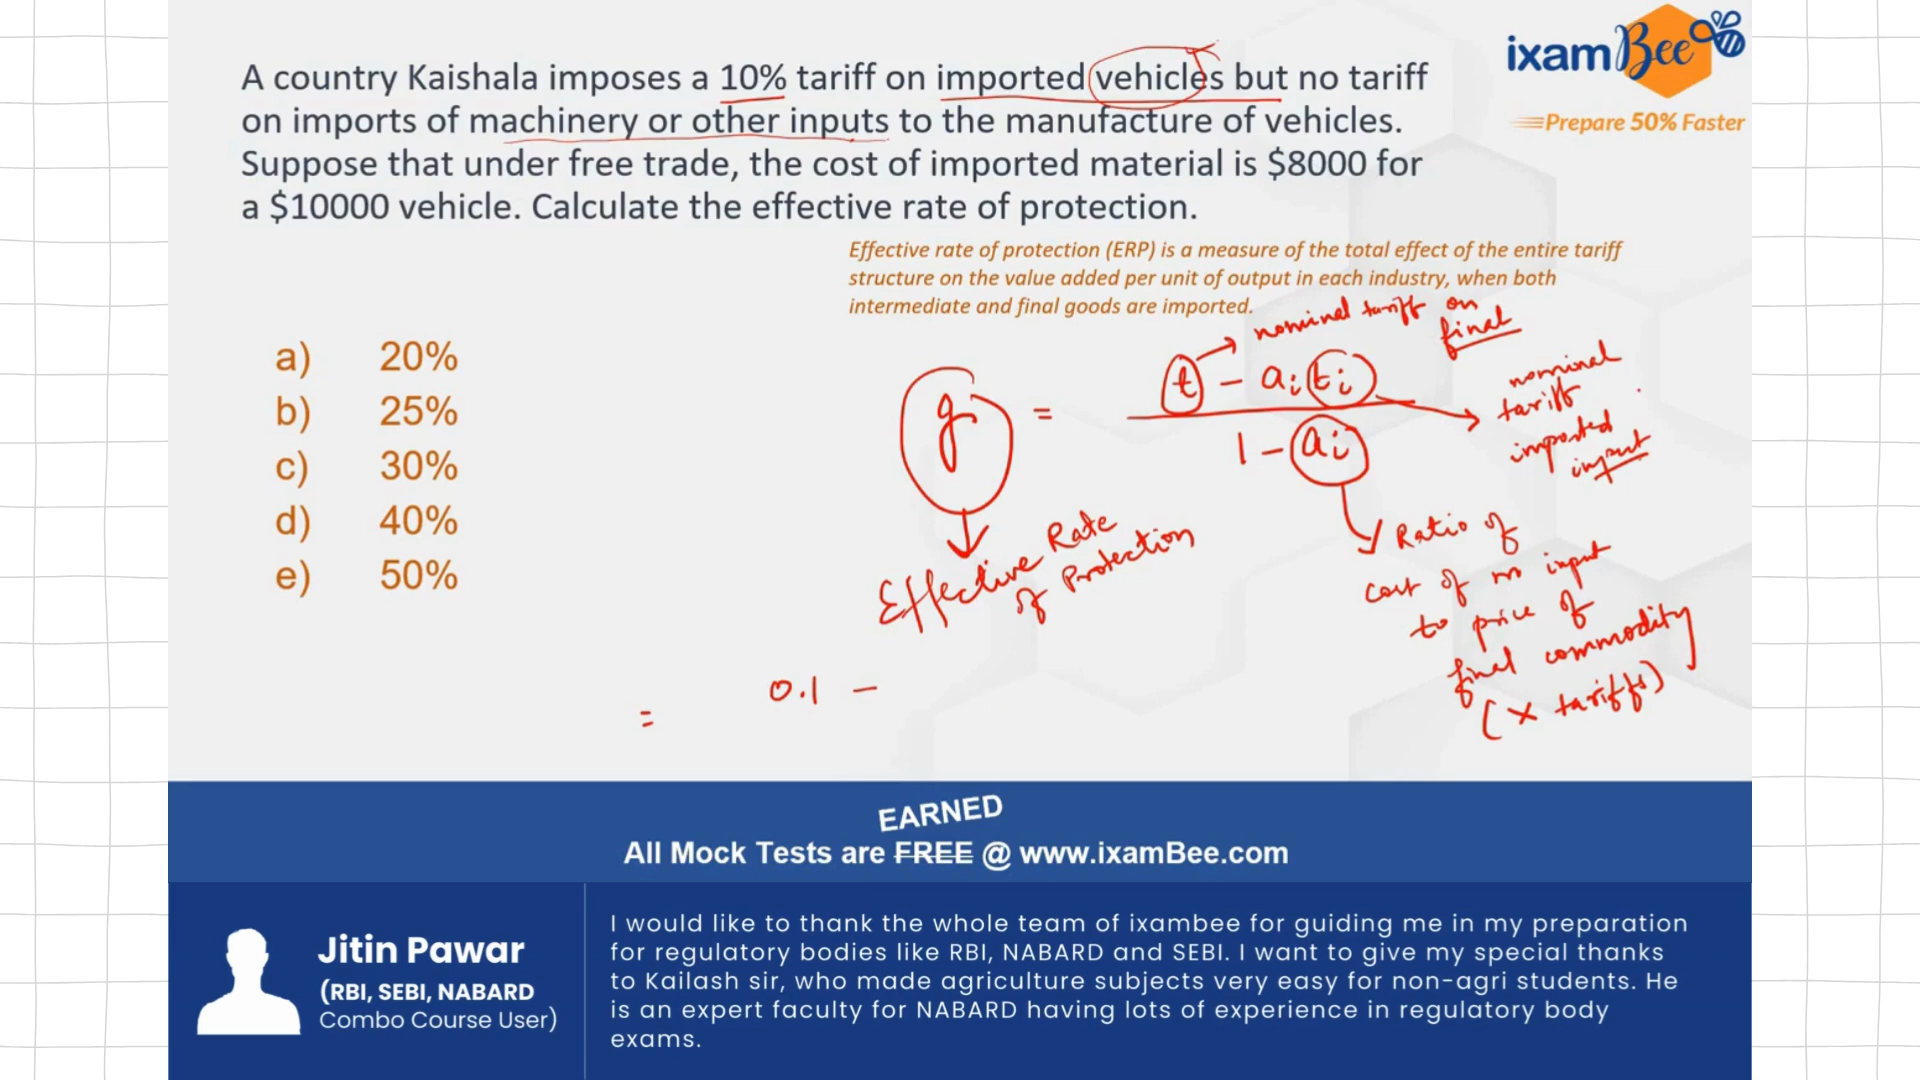 A country Kaishala imposes a 10% tariff on imported vehicles but no tariff
on imports of machinery or other inputs to the manufacture of vehicles.
Suppose that under free trade, the cost of imported material is $8000 for
a $10000 vehicle. Calculate the effective rate of protection.
ixamBee
Prepare 50% Faster
Effective rate of protection (ERP) is a measure of the total effect of the entire tariff
structure on the value added per unit of output in each industry, when both
intermediate and final goods are imported.
a) 20%
b) 25%
c) 30%
d) 40%
e) 50%
nominal tariff on
final
g = t - ai ti
1 - ai
nominal
tariff
imported
input
Effective Rate
of Protection
Ratio of
cost of m input
to price of
final commodity
(x tariffs)
= 0.1 -
EARNED
All Mock Tests are FREE @ www.ixamBee.com
Jitin Pawar
(RBI, SEBI, NABARD
Combo Course User)
I would like to thank the whole team of ixambee for guiding me in my preparation
for regulatory bodies like RBI, NABARD and SEBI. I want to give my special thanks
to Kailash sir, who made agriculture subjects very easy for non-agri students. He
is an expert faculty for NABARD having lots of experience in regulatory body
exams.